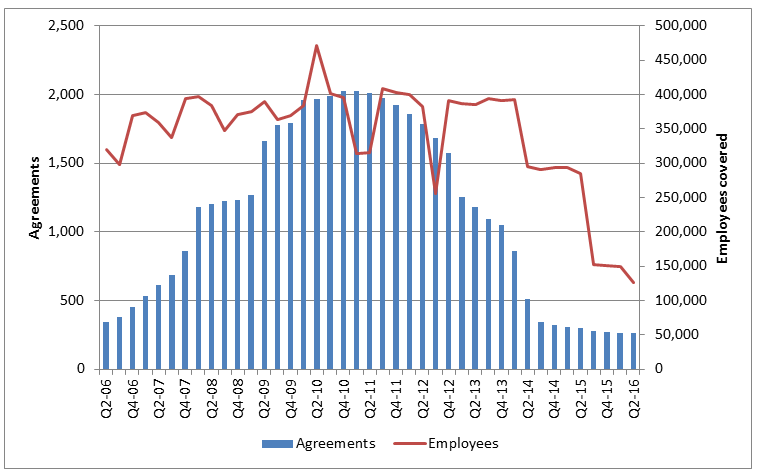 2,500
2,000
1,500
1,000
500
0
Agreements
500,000
450,000
400,000
350,000
300,000
250,000
200,000
150,000
100,000
50,000
0
Employees covered
Q2-06
Q4-06
Q2-07
Q4-07
Q2-08
Q4-08
Q2-09
Q4-09
Q2-10
Q4-10
Q2-11
Q4-11
Q2-12
Q4-12
Q2-13
Q4-13
Q2-14
Q4-14
Q2-15
Q4-15
Q2-16
Agreements
Employees